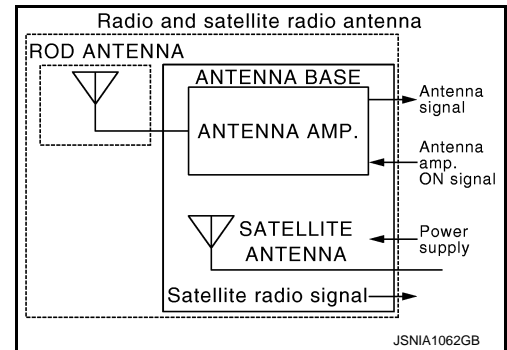 Radio and satellite radio antenna
ROD ANTENNA
ANTENNA BASE
ANTENNA AMP.
Antenna
signal
Antenna
amp.
ON signal
SATELLITE
ANTENNA
Power
supply
Satellite radio signal
JSNIA1062GB